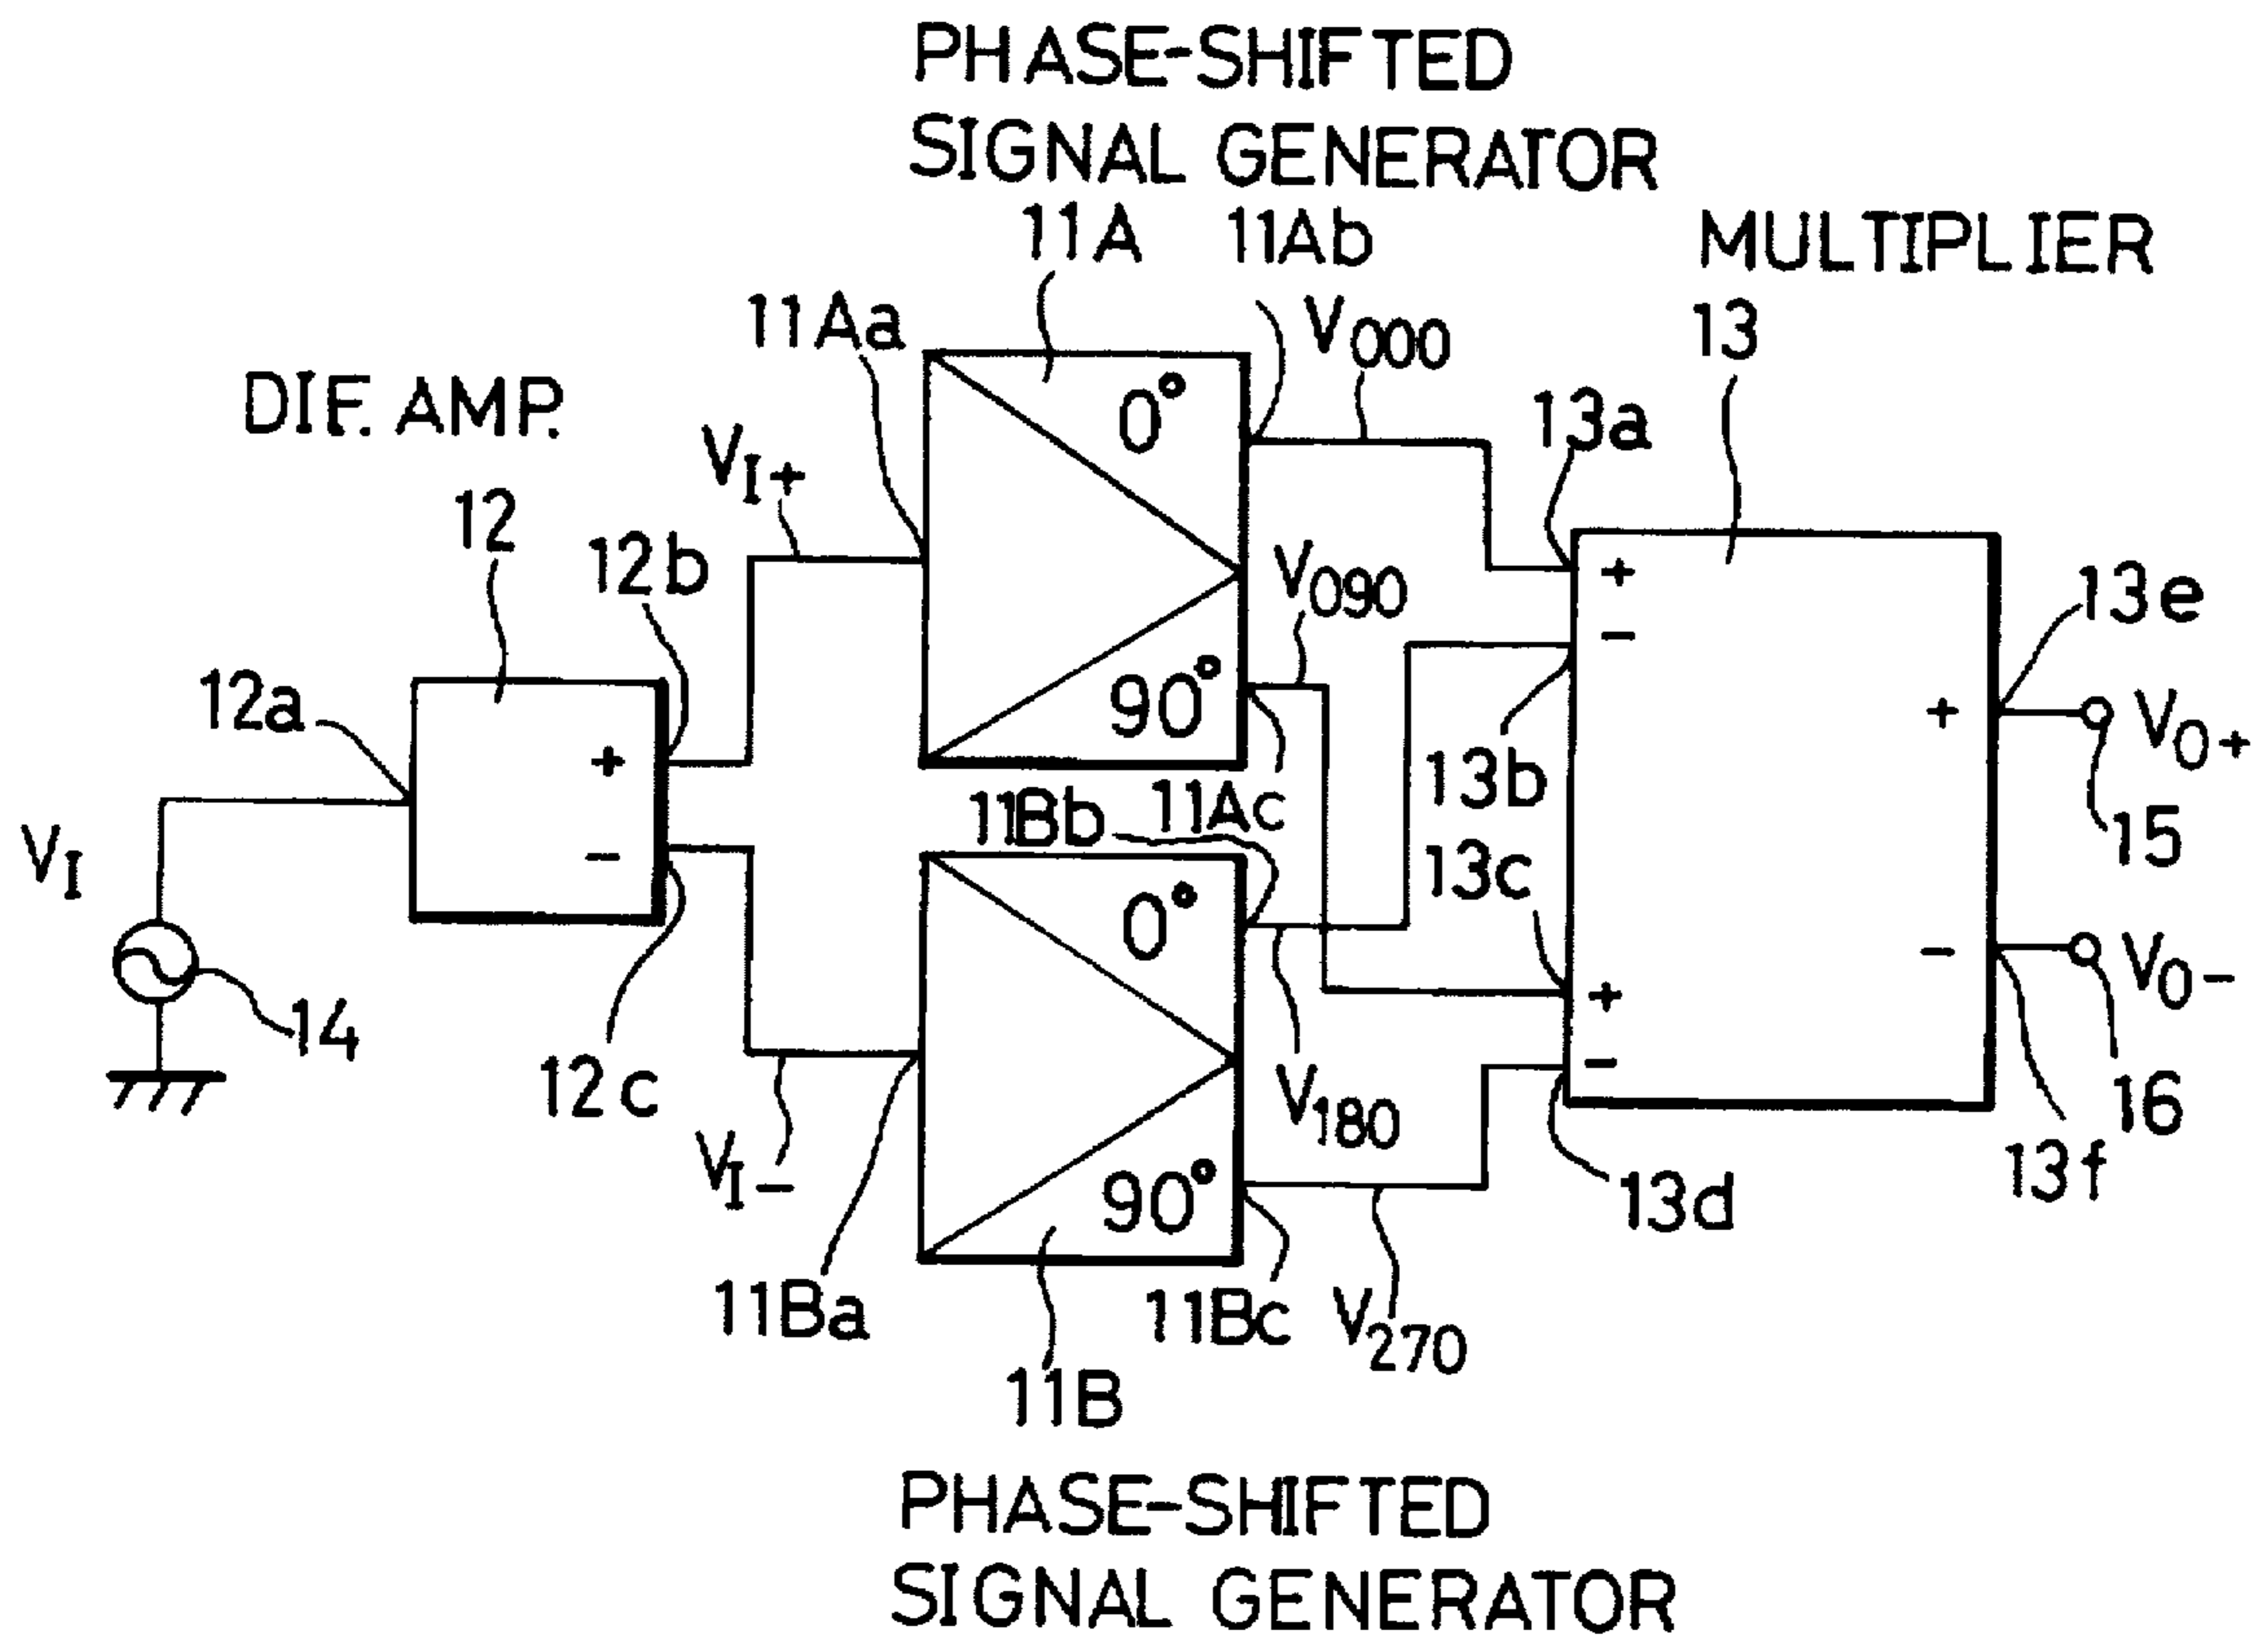 PHASE-SHIFTED
SIGNAL GENERATOR
11A
11Ab
MULTIPLIER
13
11Aa
V000
DIF. AMP.
0°
13a
VI+
12
12b
V090
+
-
13e
12a
90°
+
VO+
+
13b
15
11Bb
11Ac
VI
-
13c
0°
-
VO-
14
+
12c
V180
-
16
VI-
90°
13d
13f
11Ba
11Bc
V270
11B
PHASE-SHIFTED
SIGNAL GENERATOR